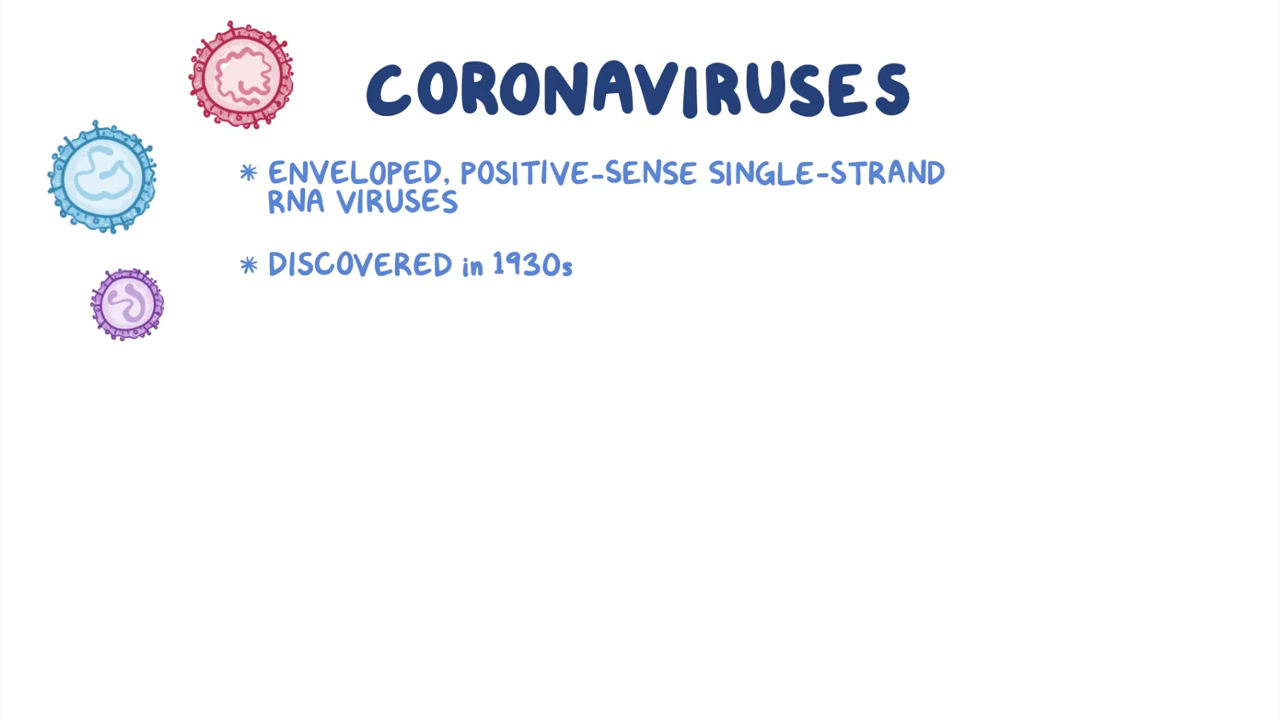 CORONAVIRUSES
* ENVELOPED, POSITIVE-SENSE SINGLE-STRAND
RNA VIRUSES
* DISCOVERED in 1930s